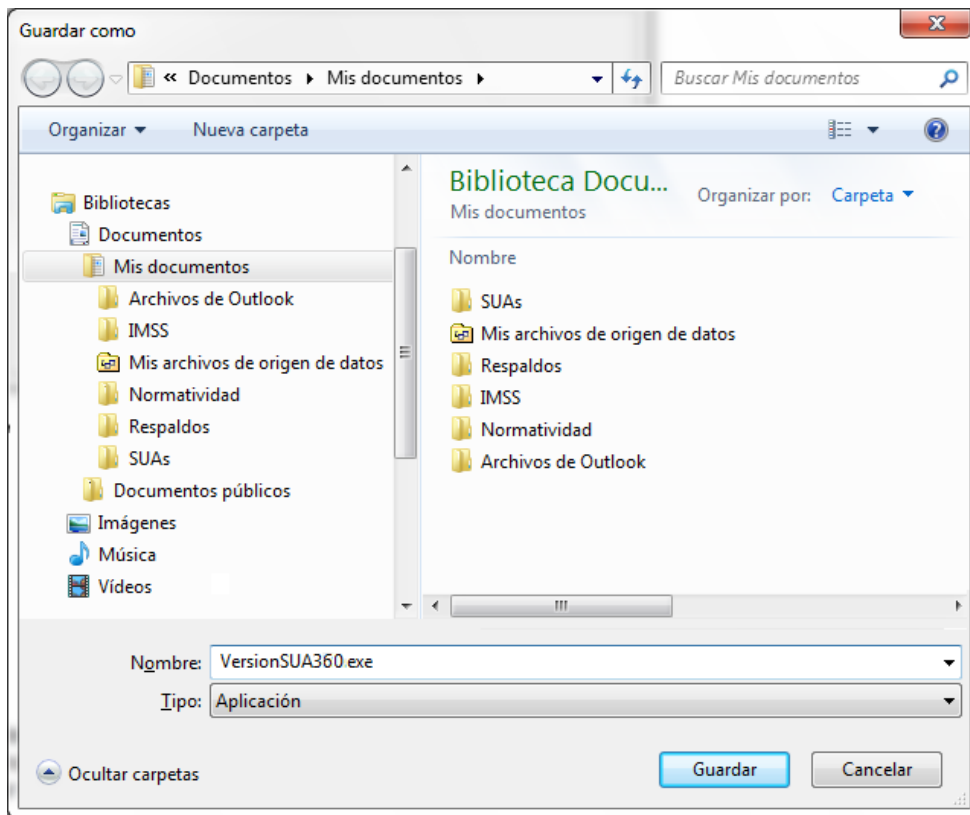 Guardar como
« Documentos Mis documentos
Buscar Mis documentos
Organizar
Nueva carpeta
Bibliotecas
Documentos
Mis documentos
Archivos de Outlook
IMSS
Mis archivos de origen de datos
Normatividad
Respaldos
SUAs
Documentos públicos
Imágenes
Música
Vídeos
Biblioteca Docu...
Mis documentos
Organizar por: Carpeta
Nombre
SUAs
Mis archivos de origen de datos
Respaldos
IMSS
Normatividad
Archivos de Outlook
Nombre: VersionSUA360.exe
Tipo: Aplicación
Ocultar carpetas
Guardar
Cancelar